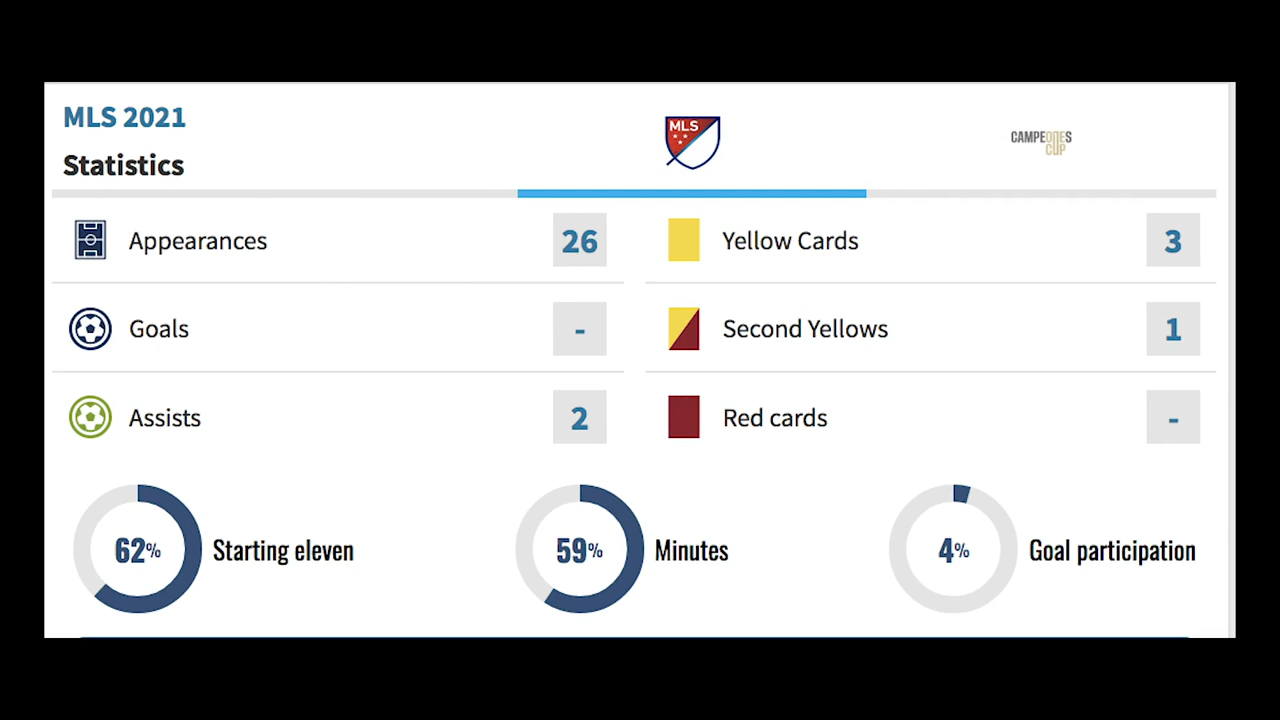 MLS 2021
Statistics
MLS
CAMPEONES
CUP
Appearances 26
Yellow Cards 3
Goals -
Second Yellows 1
Assists 2
Red cards -
62% Starting eleven
59% Minutes
4% Goal participation